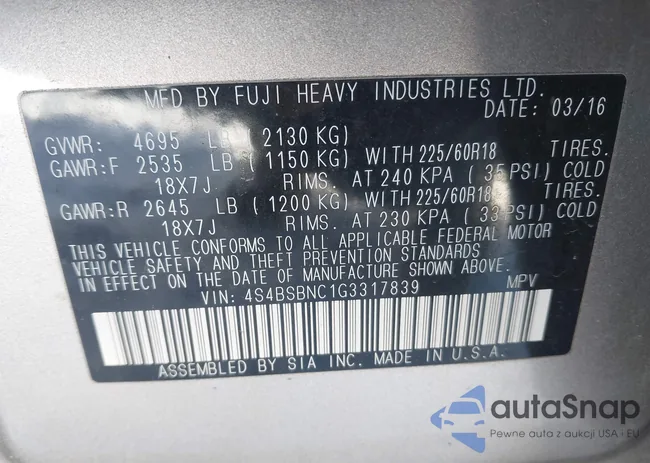 MFD BY FUJI HEAVY INDUSTRIES LTD.
DATE: 03/16
GVWR: 4695 LB ( 2130 KG)
GAWR:F 2535 LB ( 1150 KG) WITH 225/60R18 TIRES.
18X7J RIMS. AT 240 KPA ( 35 PSI) COLD
GAWR:R 2645 LB ( 1200 KG) WITH 225/60R18 TIRES.
18X7J RIMS. AT 230 KPA ( 33 PSI) COLD
THIS VEHICLE CONFORMS TO ALL APPLICABLE FEDERAL MOTOR
VEHICLE SAFETY AND THEFT PREVENTION STANDARDS
IN EFFECT ON THE DATE OF MANUFACTURE SHOWN ABOVE.
VIN: 4S4BSBNC1G3317839 MPV
ASSEMBLED BY SIA INC. MADE IN U.S.A.
autaSnap
Pewne auta z aukcji USA - EU